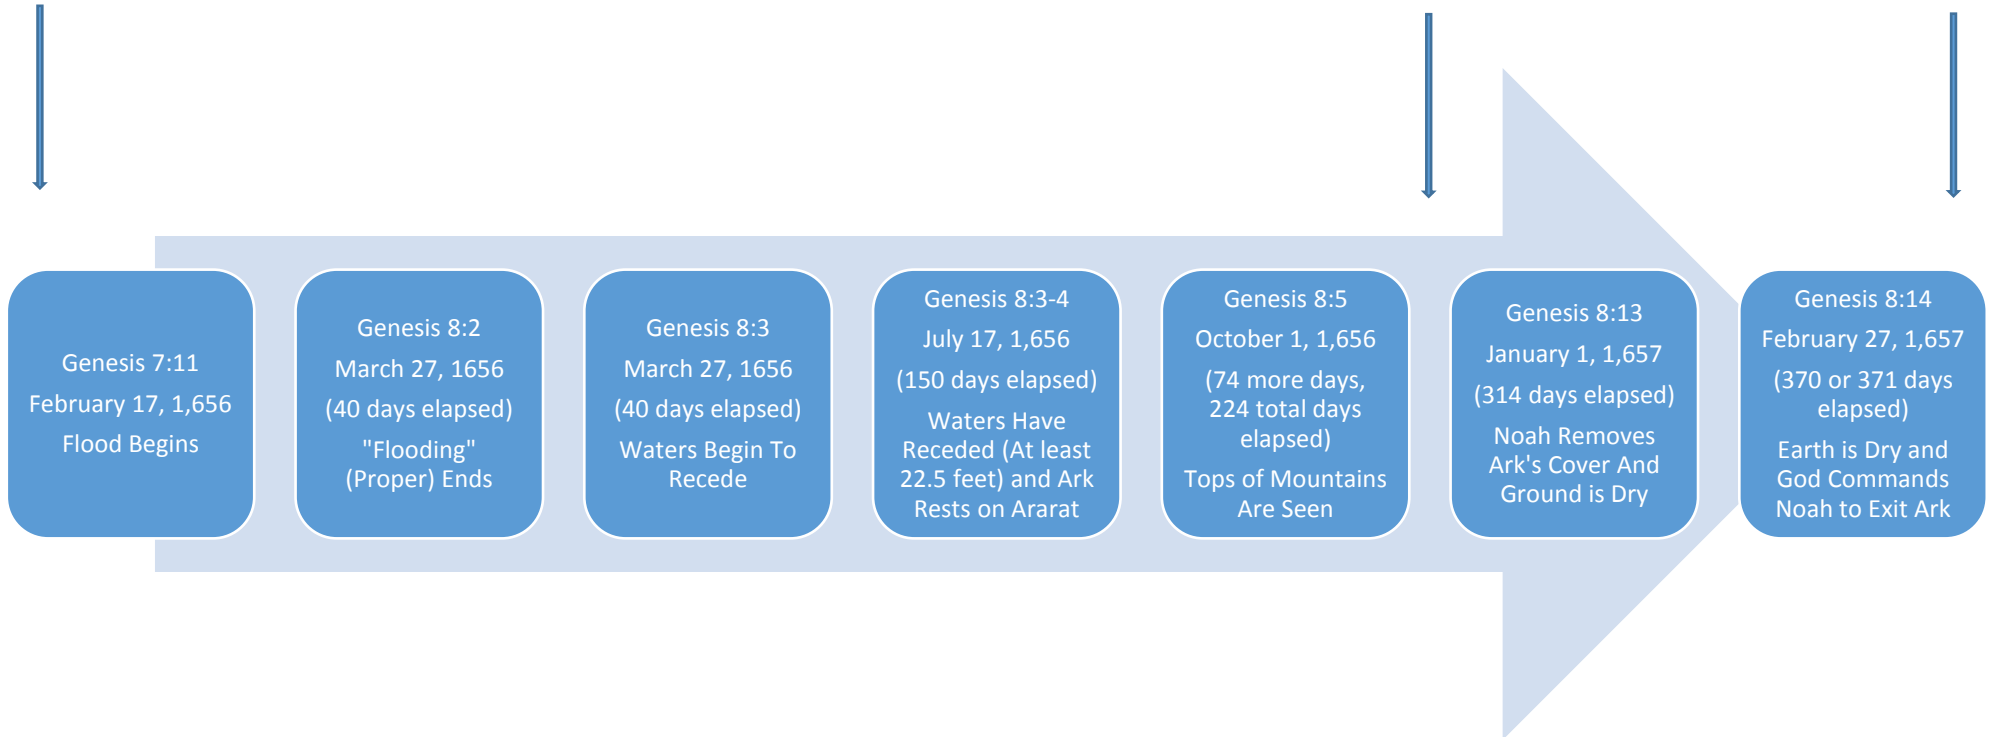 Genesis 7:11
February 17, 1,656
Flood Begins
Genesis 8:2
March 27, 1656
(40 days elapsed)
"Flooding"
(Proper) Ends
Genesis 8:3
March 27, 1656
(40 days elapsed)
Waters Begin To
Recede
Genesis 8:3-4
July 17, 1,656
(150 days elapsed)
Waters Have
Receded (At least
22.5 feet) and Ark
Rests on Ararat
Genesis 8:5
October 1, 1,656
(74 more days,
224 total days
elapsed)
Tops of Mountains
Are Seen
Genesis 8:13
January 1, 1,657
(314 days elapsed)
Noah Removes
Ark's Cover And
Ground is Dry
Genesis 8:14
February 27, 1,657
(370 or 371 days
elapsed)
Earth is Dry and
God Commands
Noah to Exit Ark